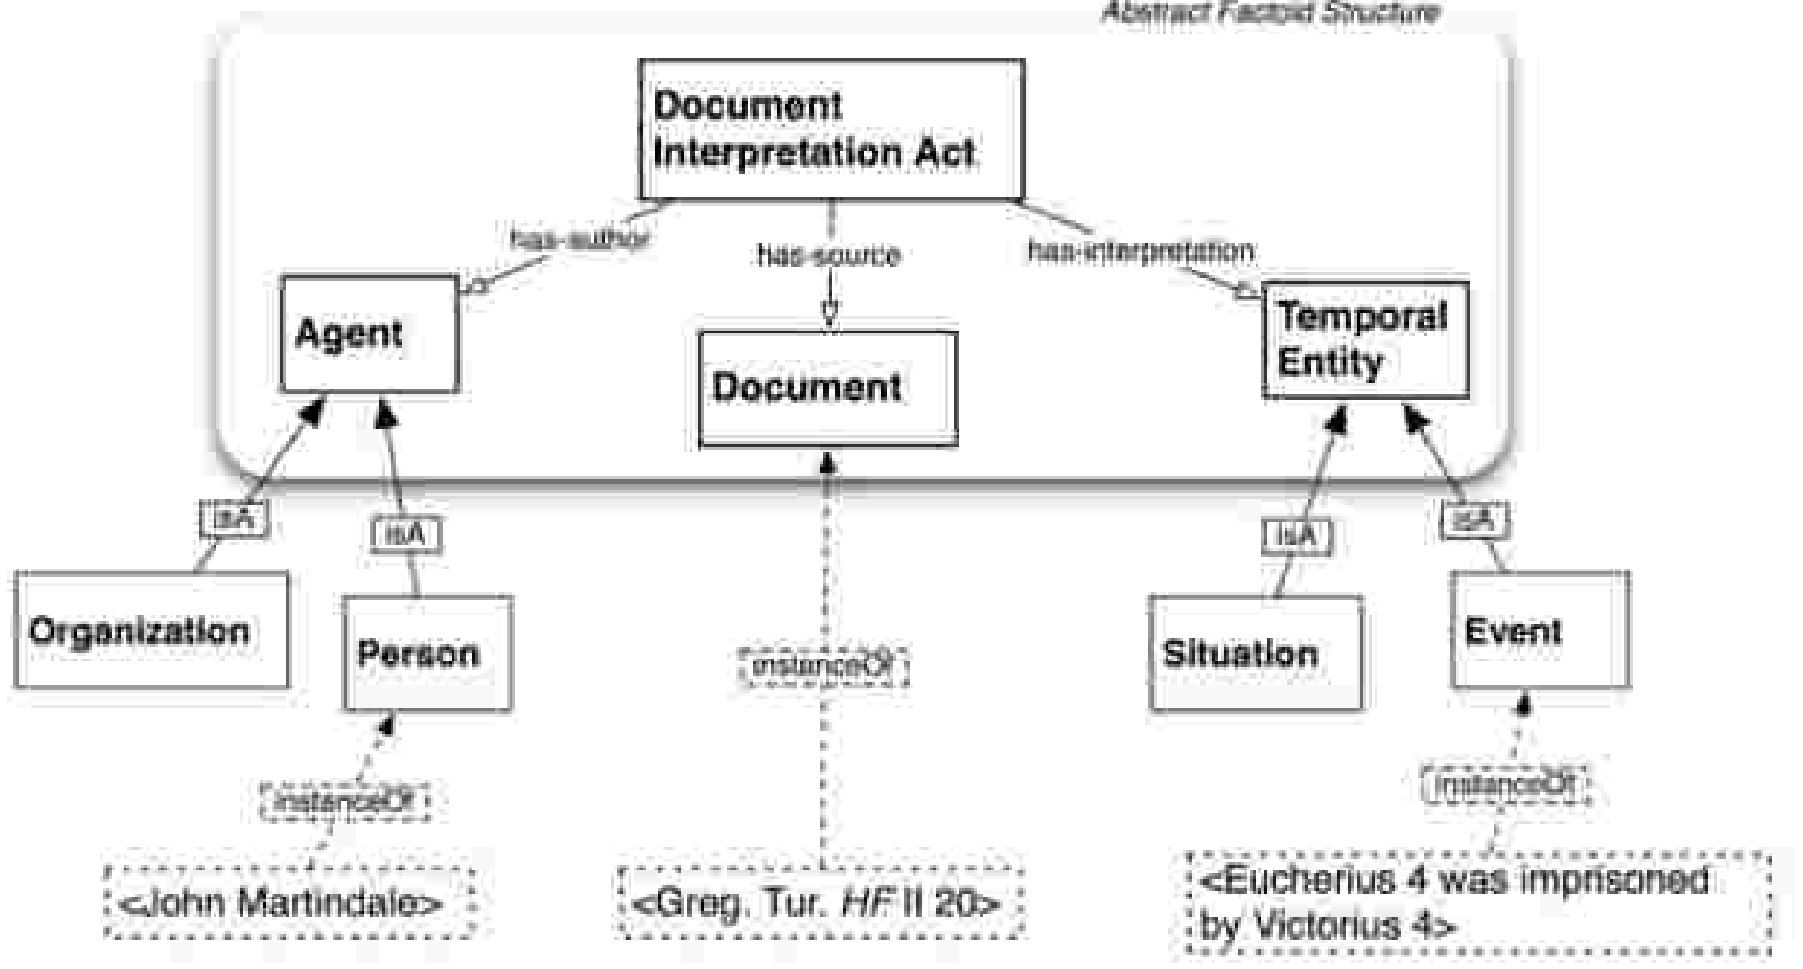 Abstract Factoid Structure
Document
Interpretation Act
has-author
has-source
has-interpretation
Agent
Document
Temporal
Entity
isA
isA
isA
isA
Organization
Person
Situation
Event
instanceOf
instanceOf
instanceOf
<John Martindale>
<Greg. Tur. HF II 20>
<Eucherius 4 was imprisoned
by Victorius 4>